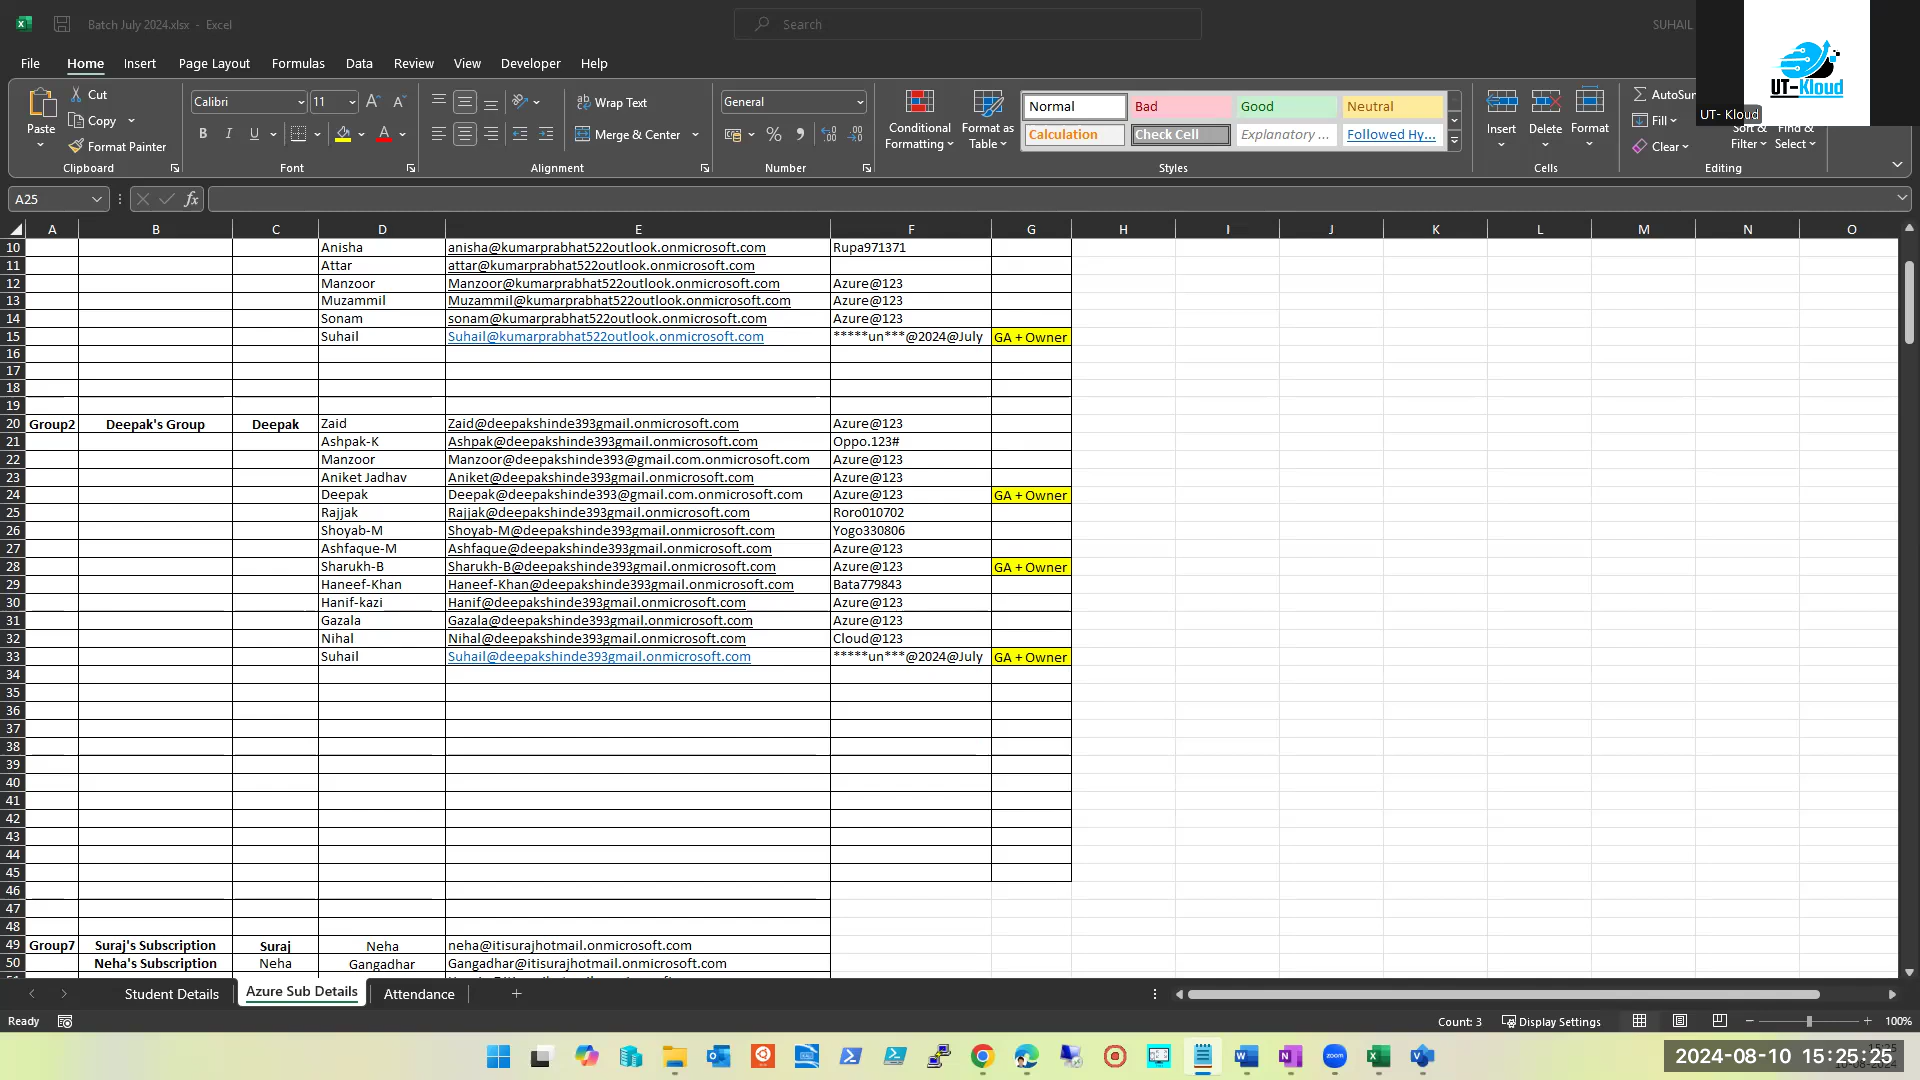 Batch July 2024.xlsx - Excel
Search
SUHAIL
File Home Insert Page Layout Formulas Data Review View Developer Help
UT-Kloud
UT- Kloud
Paste
Cut
Copy
Format Painter
Clipboard
Calibri 11
B I U
Font
Wrap Text
Merge & Center
Alignment
General
Number
Conditional Formatting
Format as Table
Normal Bad Good Neutral
Calculation Check Cell Explanatory ... Followed Hy...
Styles
Insert Delete Format
Cells
AutoSum
Fill
Clear
Sort & Filter
Find & Select
Editing
A25
fx
A B C D E F G H I J K L M N O
10 Anisha anisha@kumarprabhat522outlook.onmicrosoft.com Rupa971371
11 Attar attar@kumarprabhat522outlook.onmicrosoft.com
12 Manzoor Manzoor@kumarprabhat522outlook.onmicrosoft.com Azure@123
13 Muzammil Muzammil@kumarprabhat522outlook.onmicrosoft.com Azure@123
14 Sonam sonam@kumarprabhat522outlook.onmicrosoft.com Azure@123
15 Suhail Suhail@kumarprabhat522outlook.onmicrosoft.com *****un***@2024@July GA + Owner
16
17
18
19
20 Group2 Deepak's Group Deepak Zaid Zaid@deepakshinde393gmail.onmicrosoft.com Azure@123
21 Ashpak-K Ashpak@deepakshinde393gmail.onmicrosoft.com Oppo.123#
22 Manzoor Manzoor@deepakshinde393@gmail.com.onmicrosoft.com Azure@123
23 Aniket Jadhav Aniket@deepakshinde393gmail.onmicrosoft.com Azure@123
24 Deepak Deepak@deepakshinde393@gmail.com.onmicrosoft.com Azure@123 GA + Owner
25 Rajjak Rajjak@deepakshinde393gmail.onmicrosoft.com Roro010702
26 Shoyab-M Shoyab-M@deepakshinde393gmail.onmicrosoft.com Yogo330806
27 Ashfaque-M Ashfaque@deepakshinde393gmail.onmicrosoft.com Azure@123
28 Sharukh-B Sharukh-B@deepakshinde393gmail.onmicrosoft.com Azure@123 GA + Owner
29 Haneef-Khan Haneef-Khan@deepakshinde393gmail.onmicrosoft.com Bata779843
30 Hanif-kazi Hanif@deepakshinde393gmail.onmicrosoft.com Azure@123
31 Gazala Gazala@deepakshinde393gmail.onmicrosoft.com Azure@123
32 Nihal Nihal@deepakshinde393gmail.onmicrosoft.com Cloud@123
33 Suhail Suhail@deepakshinde393gmail.onmicrosoft.com *****un***@2024@July GA + Owner
34
35
36
37
38
39
40
41
42
43
44
45
46
47
48
49 Group7 Suraj's Subscription Suraj Neha neha@itisurajhotmail.onmicrosoft.com
50 Neha's Subscription Neha Gangadhar Gangadhar@itisurajhotmail.onmicrosoft.com
Student Details Azure Sub Details Attendance
Ready Count: 3 Display Settings 100%
2024-08-10 15:25:25